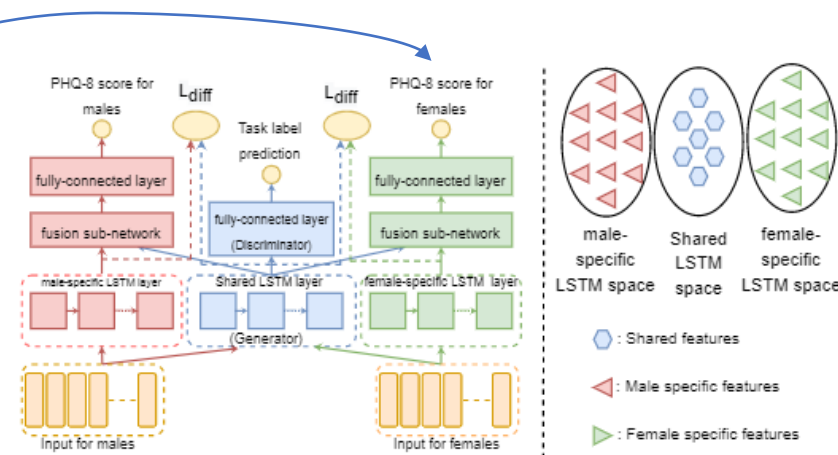 PHQ-8 score for
males
Ldiff
Task label
prediction
Ldiff
PHQ-8 score for
females
fully-connected layer
fusion sub-network
fully-connected layer
(Discriminator)
fully-connected layer
fusion sub-network
male-specific LSTM layer
Shared LSTM layer
(Generator)
female-specific LSTM layer
Input for males
Input for females
male-
specific
LSTM space
Shared
LSTM
space
female-
specific
LSTM space
: Shared features
: Male specific features
: Female specific features